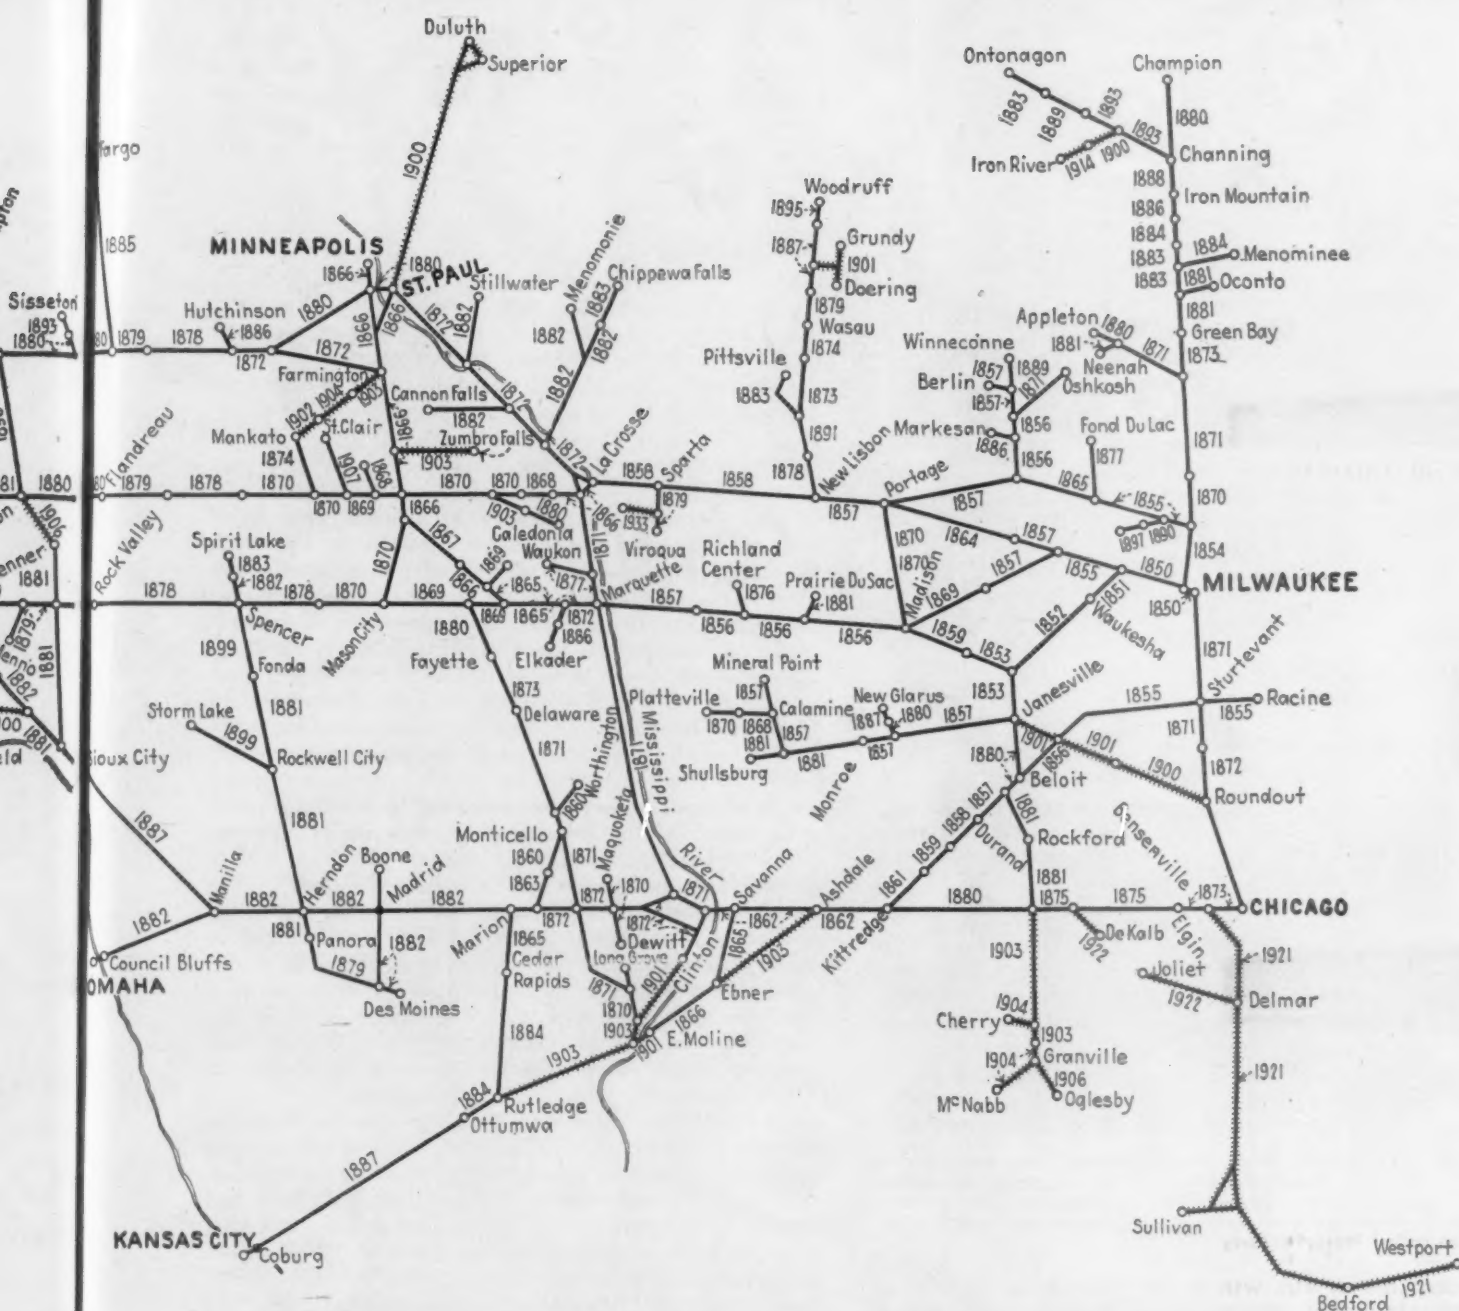 Duluth
Superior
1900
Ontonagon
1883
1889
1893
1893
Iron River
1914
1900
Champion
1880
Channing
1888
Iron Mountain
1886
1884
1883
1884
Menominee
1883
1881
Oconto
1881
Green Bay
1873
Fargo
1885
MINNEAPOLIS
1866
1880
ST. PAUL
1880
1866
1866
1872
Stillwater
1882
Menomonie
1882
1883
Chippewa Falls
1882
1882
Woodruff
1895
1887
Grundy
1901
Doering
1879
Wasau
1874
Pittsville
1883
1873
1891
1878
New Lisbon
Appleton
1880
1881
Neenah
1871
Winneconne
1857
1889
Berlin
1857
1871
Oshkosh
1856
Markesan
1886
1856
Fond Du Lac
1877
1865
1855
1871
1870
1897
1890
1854
Sisseton
1893
1880
80
1879
1878
Hutchinson
1886
1872
1872
Farmington
1903
1904
1902
Mankato
1874
St. Clair
1907
1868
Cannon Falls
1882
1866
Zumbro Falls
1903
1872
1872
La Crosse
1858
Sparta
1858
1879
1933
Viroqua
1857
Portage
1857
1864
1857
1857
1855
1850
1851
1850
MILWAUKEE
81
1880
Flandreau
1879
1878
1870
1870
1869
1866
1870
1870
1868
1903
1880
Caledonia
1866
1871
Waukon
1877
1906
1881
Rock Valley
1878
Spirit Lake
1883
1882
Spencer
1878
1870
Mason City
1870
1867
1869
1866
1869
1865
1869
1865
1872
1886
Elkader
Marquette
1857
Richland
Center
1876
1856
1856
Prairie Du Sac
1881
1856
1870
1870
Madison
1869
1859
1853
1852
Waukesha
1853
1879
1882
1881
1881
Sioux City
1899
Fonda
1881
Storm Lake
1899
Rockwell City
1881
1880
Fayette
1873
Delaware
1871
Worthington
1860
Mississippi
1871
River
Mineral Point
1857
Platteville
1870
1868
Calamine
1857
1881
Shullsburg
1881
Monroe
1857
New Glarus
1887
1880
1857
Janesville
1855
1871
Sturtevant
1855
Racine
1871
1872
1880
1901
1856
1901
1900
Beloit
Roundout
1857
1858
1859
1861
Durand
1881
Rockford
1881
1887
Manilla
1882
1882
Herndon
1882
Boone
Madrid
1882
1881
Panora
1879
1882
Des Moines
Council Bluffs
OMAHA
Monticello
1860
1863
1871
Maquoketa
1870
1872
1872
1872
Dewitt
Long Grove
1871
1870
1903
1901
1901
Clinton
1871
Savanna
1865
1862
1862
Ashdale
1903
Ebner
1866
E. Moline
Marion
1865
Cedar
Rapids
1884
1903
1884
Rutledge
Ottumwa
1887
KANSAS CITY
Coburg
Kittredge
1880
1875
1875
Bensenville
1873
CHICAGO
Elgin
DeKalb
1922
1903
Cherry
1904
1903
Granville
1904
McNabb
1906
Oglesby
1921
Joliet
1922
Delmar
1921
Sullivan
Westport
1921
Bedford